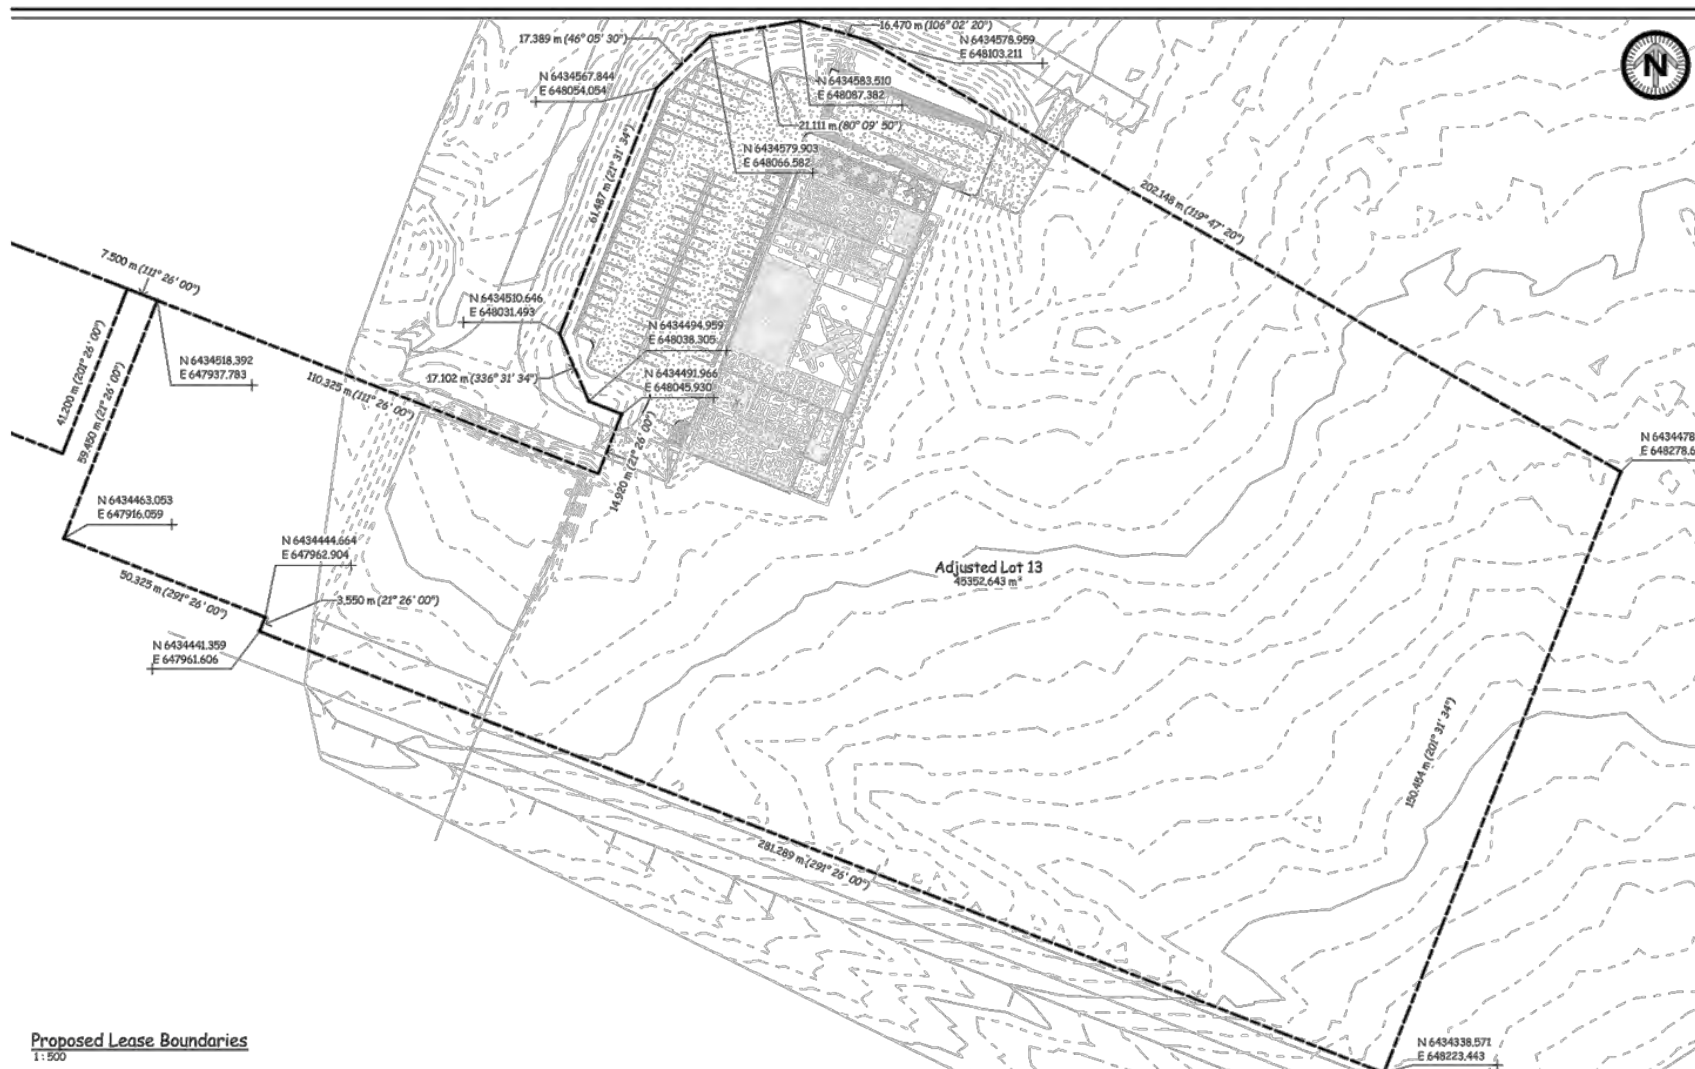 16.470 m (106° 02' 20")
17.389 m (46° 05' 30")
N 6434578.959
E 648103.211
N
N 6434567.844
E 648054.054
N 6434583.510
E 648087.382
21.111 m (80° 09' 50")
N 6434579.903
E 648066.582
61.487 m (21° 31' 34")
202.148 m (119° 47' 20")
7.500 m (111° 26' 00")
N 6434510.646
E 648031.493
N 6434494.959
E 648038.305
41.200 m (201° 26' 00")
59.450 m (21° 26' 00")
N 6434518.392
E 647937.783
110.325 m (111° 26' 00")
17.102 m (336° 31' 34")
N 6434491.966
E 648045.930
14.920 m (21° 26' 00")
N 6434478
E 648278.6
N 6434463.053
E 647916.059
N 6434444.664
E 647962.904
Adjusted Lot 13
45352.643 m²
50.325 m (291° 26' 00")
3.550 m (21° 26' 00")
N 6434441.359
E 647961.606
150.454 m (201° 31' 34")
281.289 m (291° 26' 00")
Proposed Lease Boundaries
1 : 500
N 6434338.571
E 648223.443